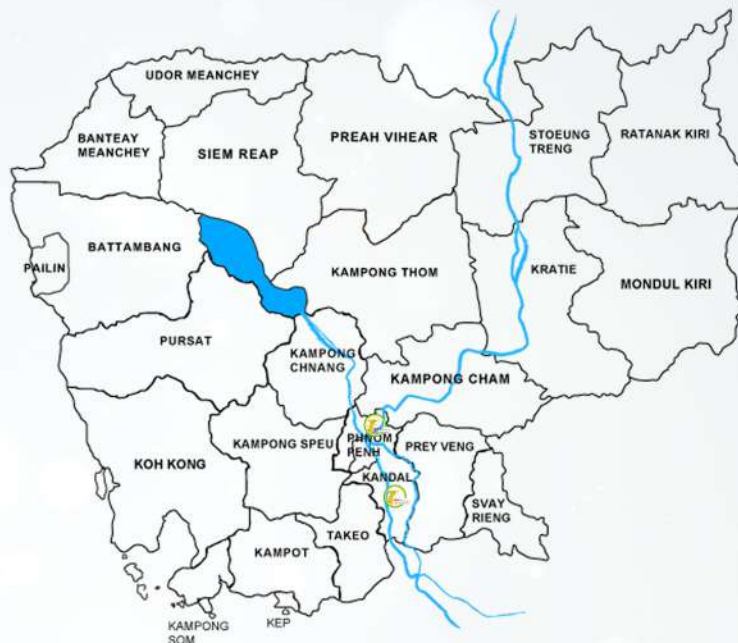 UDOR MEANCHEY
BANTEAY
MEANCHEY
SIEM REAP
PREAH VIHEAR
STOEUNG
TRENG
RATANAK KIRI
BATTAMBANG
PAILIN
KAMPONG THOM
KRATIE
MONDUL KIRI
PURSAT
KAMPONG
CHNANG
KAMPONG CHAM
KAMPONG SPEU
PHNOM
PENH
PREY VENG
KOH KONG
KANDAL
SVAY
RIENG
TAKEO
KAMPOT
KEP
KAMPONG
SOM